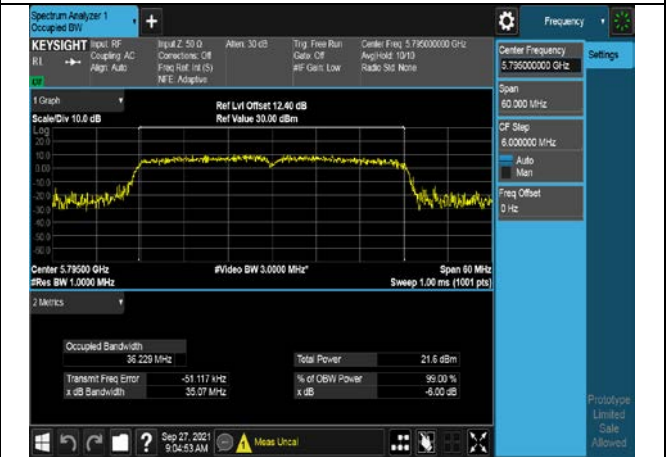 Spectrum Analyzer 1
Occupied BW
+
Frequency
KEYSIGHT
RL
Input: RF
Coupling: AC
Align: Auto
Input Z: 50 Ω
Corrections: Off
Freq Ref: Int (S)
NFE: Adaptive
Atten: 30 dB
Trig: Free Run
Gate: Off
#IF Gain: Low
Center Freq: 5.795000000 GHz
Avg|Hold: 10/10
Radio Std: None
Center Frequency
5.795000000 GHz
Settings
Span
60.000 MHz
CF Step
6.000000 MHz
Auto
Man
Freq Offset
0 Hz
1 Graph
Scale/Div 10.0 dB
Ref Lvl Offset 12.40 dB
Ref Value 30.00 dBm
Log
20.0
10.0
0.00
-10.0
-20.0
-30.0
-40.0
-50.0
-60.0
Center 5.79500 GHz
#Res BW 1.0000 MHz
#Video BW 3.0000 MHz*
Span 60 MHz
Sweep 1.00 ms (1001 pts)
2 Metrics
Occupied Bandwidth
36.229 MHz
Total Power 21.6 dBm
Transmit Freq Error -51.117 kHz
% of OBW Power 99.00 %
x dB Bandwidth 35.07 MHz
x dB -6.00 dB
Prototype
Limited
Sale
Allowed
?
Sep 27, 2021
9:04:53 AM
Meas Uncal